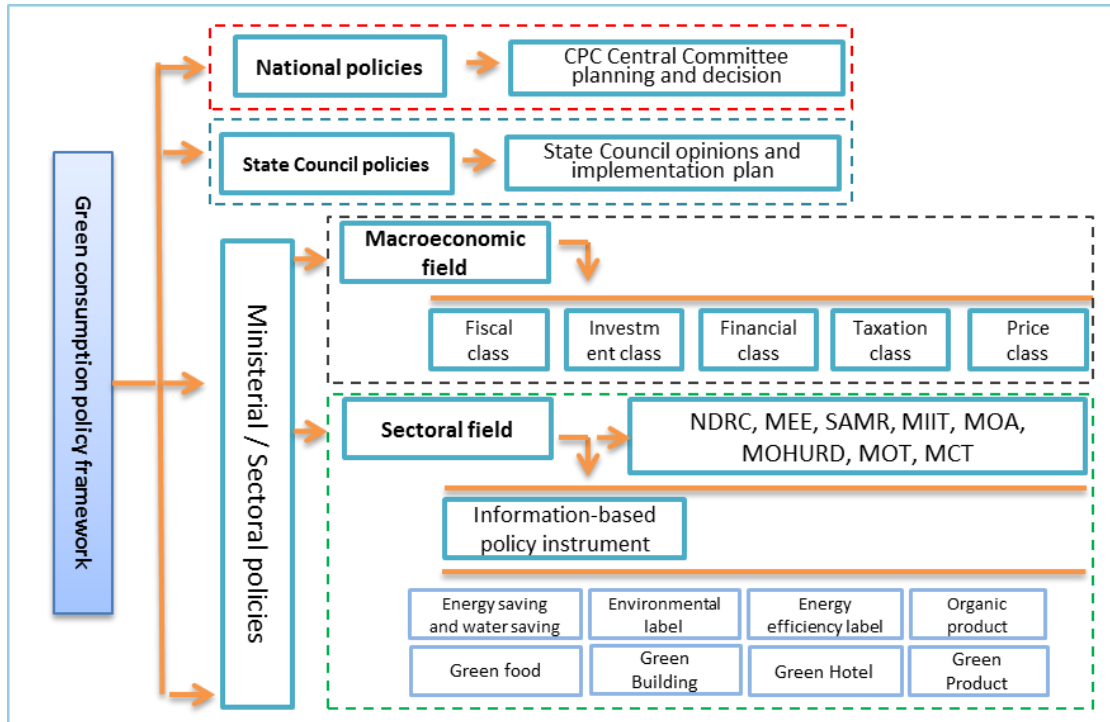 Green consumption policy framework
National policies
CPC Central Committee
planning and decision
State Council policies
State Council opinions and
implementation plan
Ministerial / Sectoral policies
Macroeconomic
field
Fiscal
class
Investm
ent class
Financial
class
Taxation
class
Price
class
Sectoral field
NDRC, MEE, SAMR, MIIT, MOA,
MOHURD, MOT, MCT
Information-based
policy instrument
Energy saving
and water saving
Environmental
label
Energy
efficiency label
Organic
product
Green food
Green
Building
Green Hotel
Green
Product